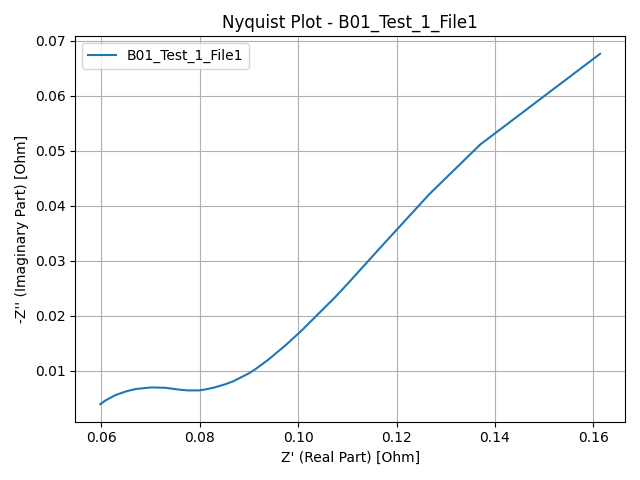 Nyquist Plot - B01_Test_1_File1
B01_Test_1_File1
-Z'' (Imaginary Part) [Ohm]
0.07
0.06
0.05
0.04
0.03
0.02
0.01
0.06 0.08 0.10 0.12 0.14 0.16
Z' (Real Part) [Ohm]